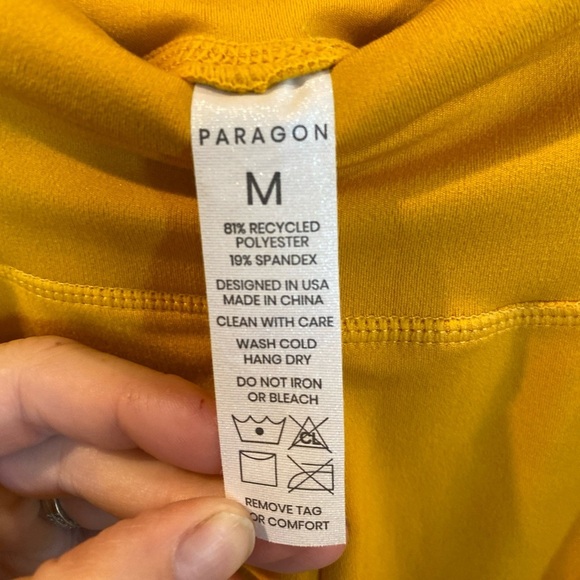 PARAGON
M
81% RECYCLED
POLYESTER
19% SPANDEX
DESIGNED IN USA
MADE IN CHINA
CLEAN WITH CARE
WASH COLD
HANG DRY
DO NOT IRON
OR BLEACH
CL
REMOVE TAG
FOR COMFORT